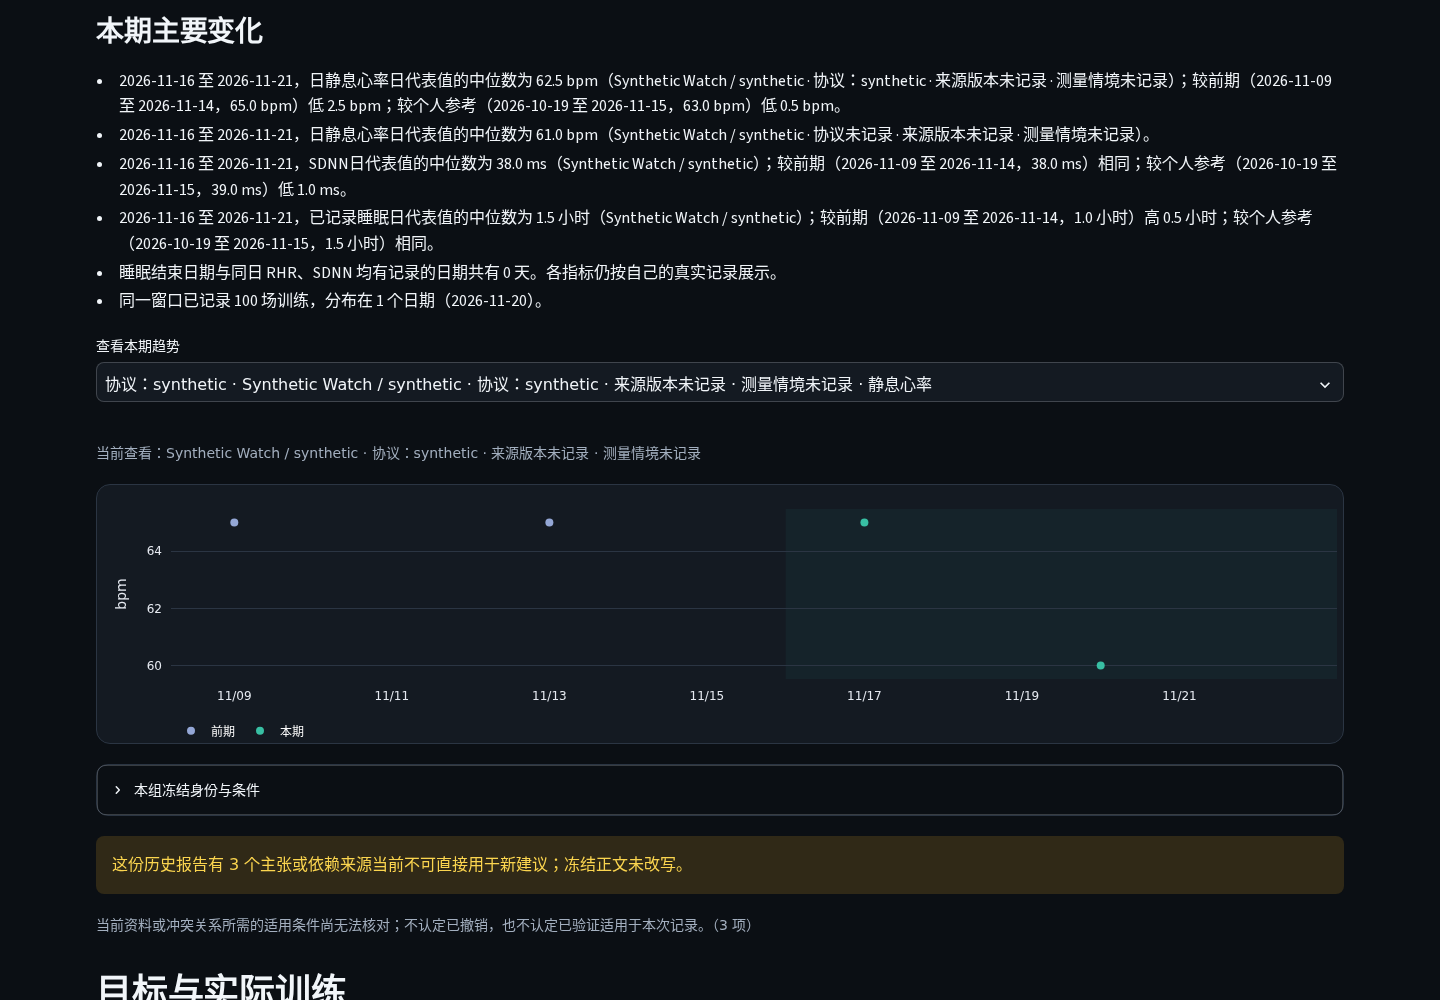 本期主要变化
2026-11-16 至 2026-11-21，日静息心率日代表值的中位数为 62.5 bpm（Synthetic Watch / synthetic · 协议：synthetic · 来源版本未记录 · 测量情境未记录）；较前期（2026-11-09
至 2026-11-14，65.0 bpm）低 2.5 bpm；较个人参考（2026-10-19 至 2026-11-15，63.0 bpm）低 0.5 bpm。
2026-11-16 至 2026-11-21，日静息心率日代表值的中位数为 61.0 bpm（Synthetic Watch / synthetic · 协议未记录 · 来源版本未记录 · 测量情境未记录）。
2026-11-16 至 2026-11-21，SDNN日代表值的中位数为 38.0 ms（Synthetic Watch / synthetic）；较前期（2026-11-09 至 2026-11-14，38.0 ms）相同；较个人参考（2026-10-19 至
2026-11-15，39.0 ms）低 1.0 ms。
2026-11-16 至 2026-11-21，已记录睡眠日代表值的中位数为 1.5 小时（Synthetic Watch / synthetic）；较前期（2026-11-09 至 2026-11-14，1.0 小时）高 0.5 小时；较个人参考
（2026-10-19 至 2026-11-15，1.5 小时）相同。
睡眠结束日期与同日 RHR、SDNN 均有记录的日期共有 0 天。各指标仍按自己的真实记录展示。
同一窗口已记录 100 场训练，分布在 1 个日期（2026-11-20）。
查看本期趋势
协议：synthetic · Synthetic Watch / synthetic · 协议：synthetic · 来源版本未记录 · 测量情境未记录 · 静息心率
当前查看：Synthetic Watch / synthetic · 协议：synthetic · 来源版本未记录 · 测量情境未记录
64
bpm
62
60
11/09 11/11 11/13 11/15 11/17 11/19 11/21
前期 本期
本组冻结身份与条件
这份历史报告有 3 个主张或依赖来源当前不可直接用于新建议；冻结正文未改写。
当前资料或冲突关系所需的适用条件尚无法核对；不认定已撤销，也不认定已验证适用于本次记录。（3 项）
目标与实际训练